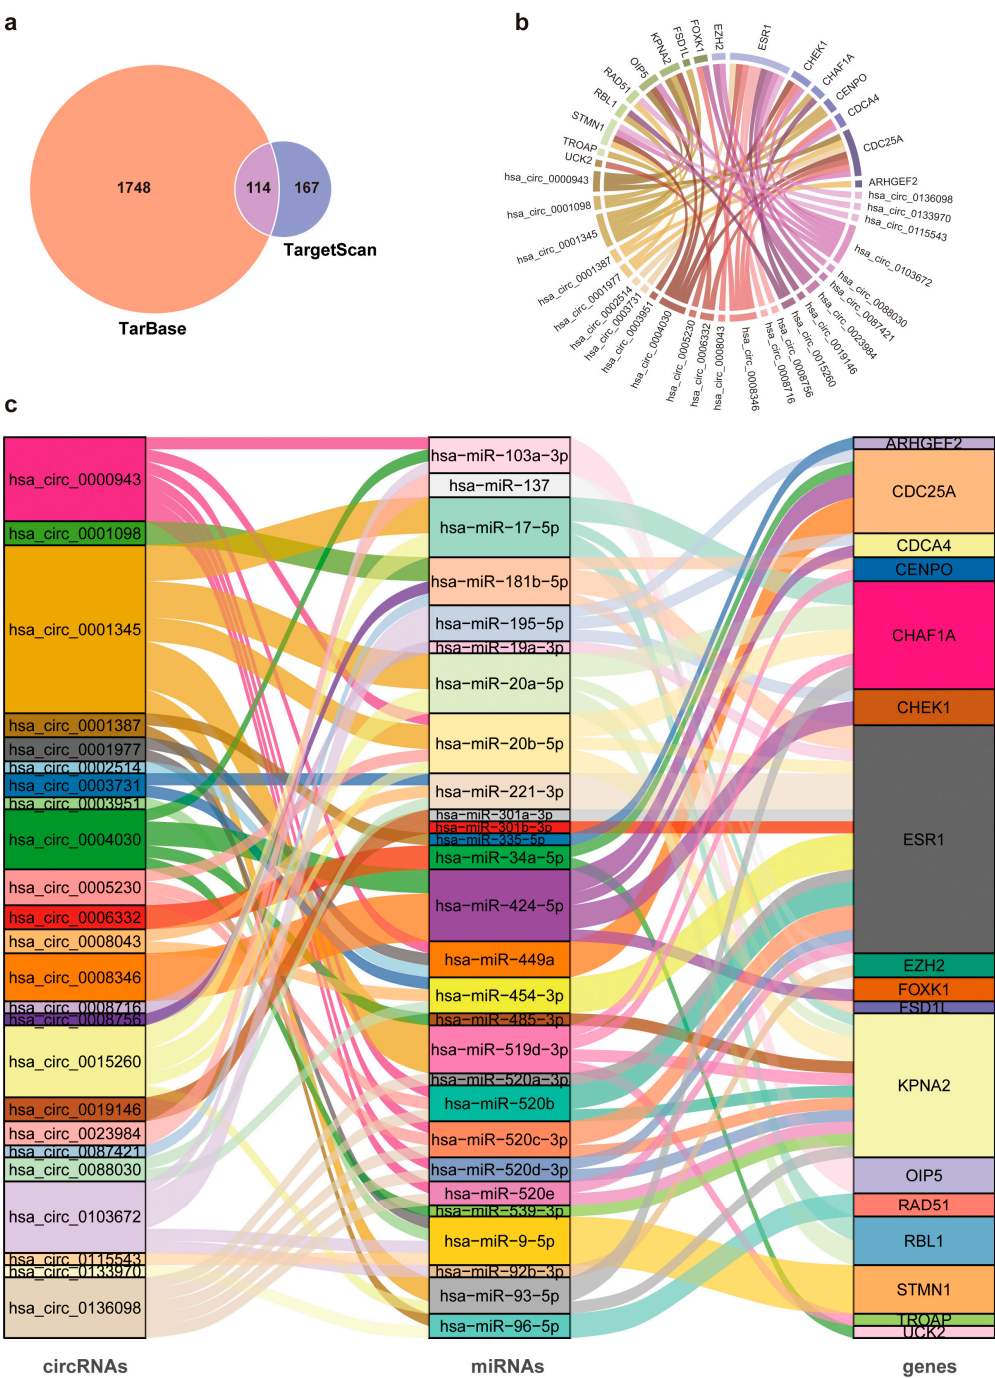 a
1748
114
167
TargetScan
TarBase
b
UCK2
TROAP
STMN1
RBL1
RAD51
OIP5
KPNA2
FSD1L
FOXK1
EZH2
ESR1
CHEK1
CHAF1A
CENPO
CDCA4
CDC25A
ARHGEF2
hsa_circ_0136098
hsa_circ_0133970
hsa_circ_0115543
hsa_circ_0103672
hsa_circ_0088030
hsa_circ_0087421
hsa_circ_0023984
hsa_circ_0019146
hsa_circ_0015260
hsa_circ_0008756
hsa_circ_0008716
hsa_circ_0008346
hsa_circ_0008043
hsa_circ_0006332
hsa_circ_0005230
hsa_circ_0004030
hsa_circ_0003951
hsa_circ_0003731
hsa_circ_0002514
hsa_circ_0001977
hsa_circ_0001387
hsa_circ_0001345
hsa_circ_0001098
hsa_circ_0000943
c
hsa_circ_0000943
hsa_circ_0001098
hsa_circ_0001345
hsa_circ_0001387
hsa_circ_0001977
hsa_circ_0002514
hsa_circ_0003731
hsa_circ_0003951
hsa_circ_0004030
hsa_circ_0005230
hsa_circ_0006332
hsa_circ_0008043
hsa_circ_0008346
hsa_circ_0008716
hsa_circ_0008756
hsa_circ_0015260
hsa_circ_0019146
hsa_circ_0023984
hsa_circ_0087421
hsa_circ_0088030
hsa_circ_0103672
hsa_circ_0115543
hsa_circ_0133970
hsa_circ_0136098
circRNAs
hsa−miR−103a−3p
hsa−miR−137
hsa−miR−17−5p
hsa−miR−181b−5p
hsa−miR−195−5p
hsa−miR−19a−3p
hsa−miR−20a−5p
hsa−miR−20b−5p
hsa−miR−221−3p
hsa−miR−301a−3p
hsa−miR−301b−3p
hsa−miR−335−5p
hsa−miR−34a−5p
hsa−miR−424−5p
hsa−miR−449a
hsa−miR−454−3p
hsa−miR−485−3p
hsa−miR−519d−3p
hsa−miR−520a−3p
hsa−miR−520b
hsa−miR−520c−3p
hsa−miR−520d−3p
hsa−miR−520e
hsa−miR−539−3p
hsa−miR−9−5p
hsa−miR−92b−3p
hsa−miR−93−5p
hsa−miR−96−5p
miRNAs
ARHGEF2
CDC25A
CDCA4
CENPO
CHAF1A
CHEK1
ESR1
EZH2
FOXK1
FSD1L
KPNA2
OIP5
RAD51
RBL1
STMN1
TROAP
UCK2
genes